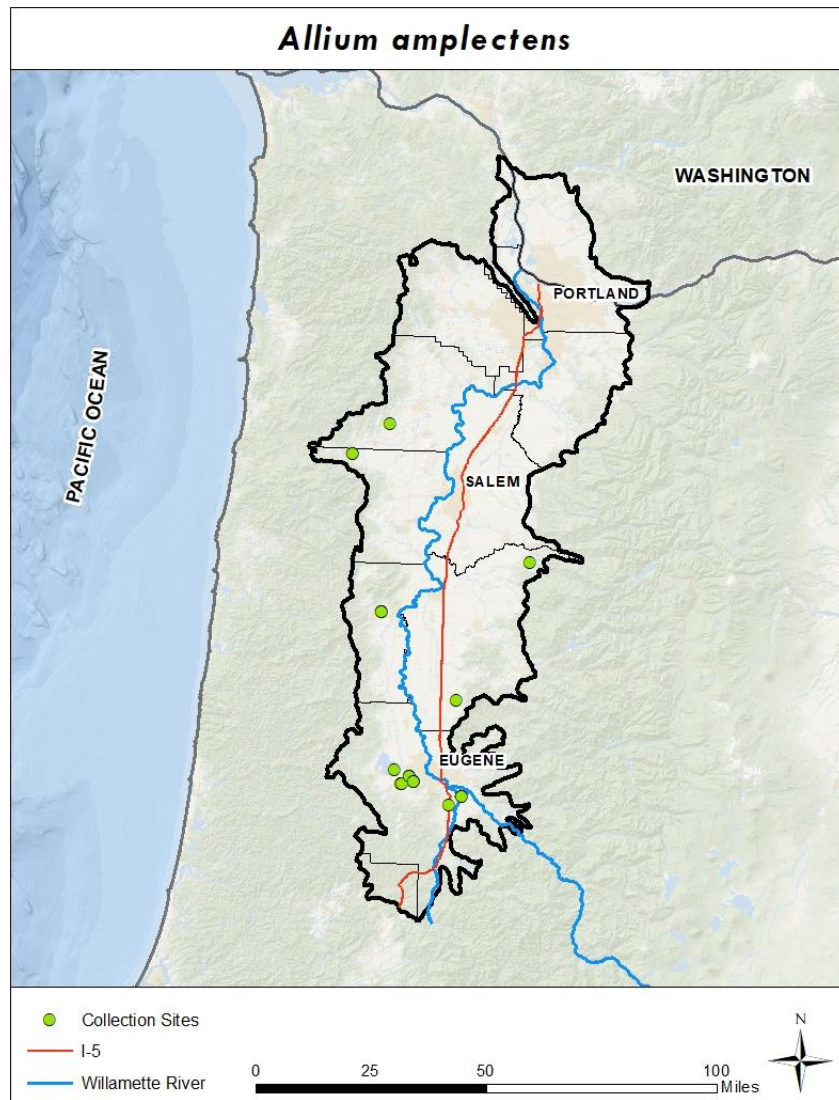 Allium amplectens
WASHINGTON
PORTLAND
PACIFIC OCEAN
SALEM
EUGENE
Collection Sites
I-5
Willamette River
0 25 50 100
Miles
N